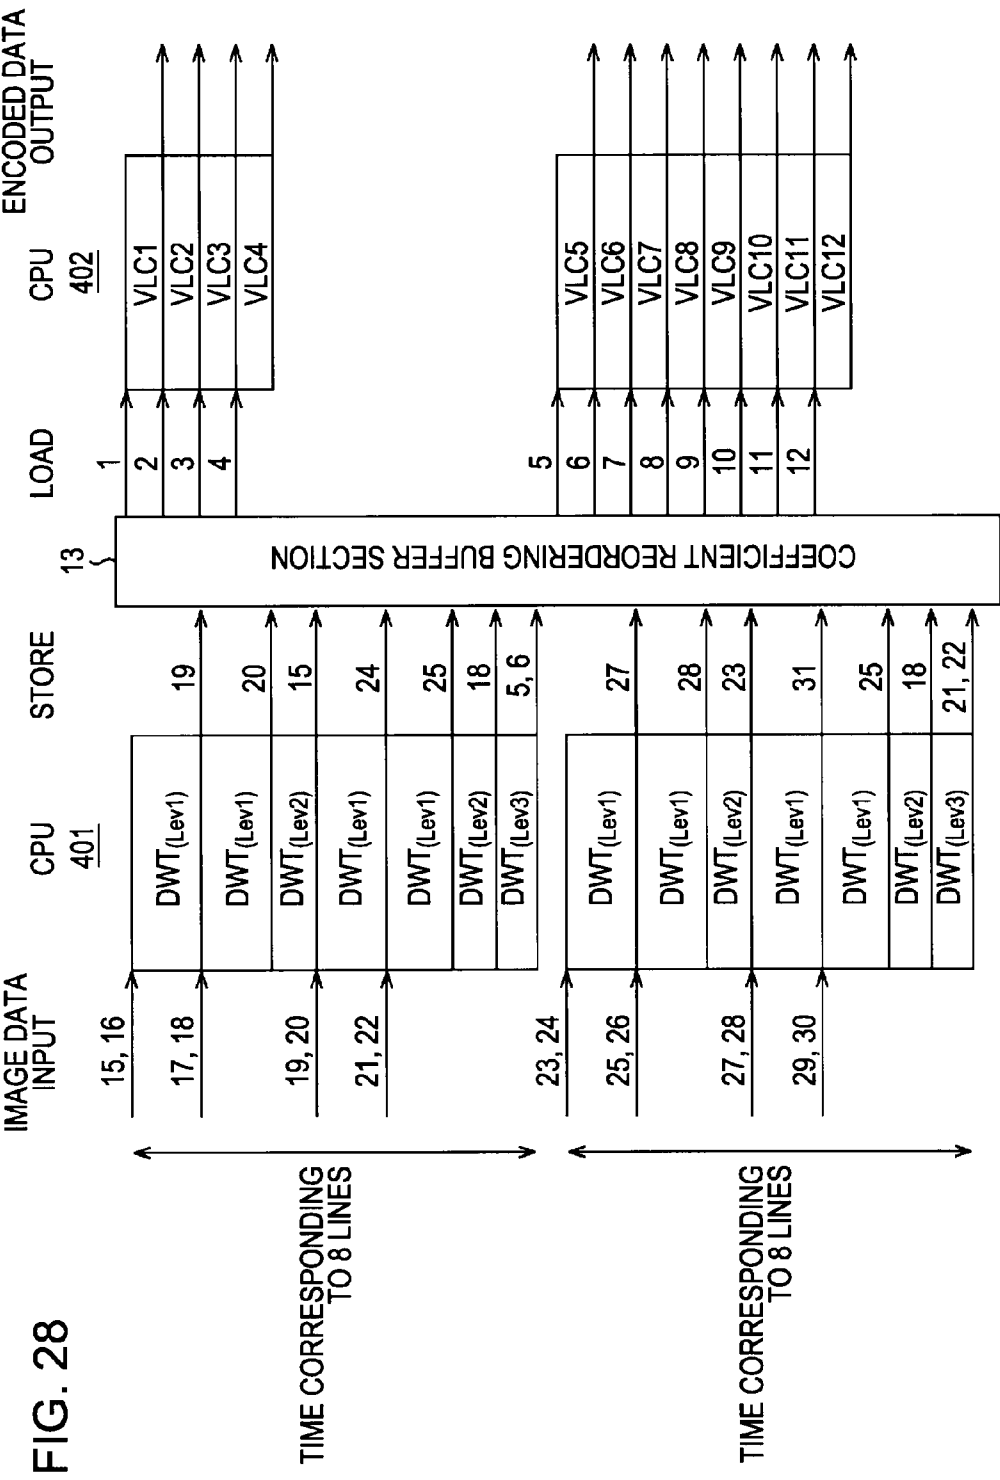 FIG. 28
IMAGE DATA
INPUT
CPU
401
STORE
LOAD
CPU
402
ENCODED DATA
OUTPUT
13
COEFFICIENT REORDERING BUFFER SECTION
TIME CORRESPONDING
TO 8 LINES
15, 16
17, 18
19, 20
21, 22
DWT(Lev1)
DWT(Lev1)
DWT(Lev2)
DWT(Lev1)
DWT(Lev1)
DWT(Lev2)
DWT(Lev3)
19
20
15
24
25
18
5, 6
1
2
3
4
VLC1
VLC2
VLC3
VLC4
TIME CORRESPONDING
TO 8 LINES
23, 24
25, 26
27, 28
29, 30
DWT(Lev1)
DWT(Lev1)
DWT(Lev2)
DWT(Lev1)
DWT(Lev1)
DWT(Lev2)
DWT(Lev3)
27
28
23
31
25
18
21, 22
5
6
7
8
9
10
11
12
VLC5
VLC6
VLC7
VLC8
VLC9
VLC10
VLC11
VLC12